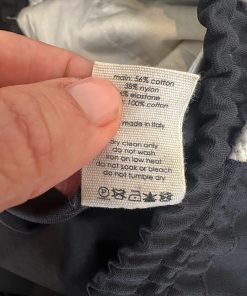 main: 56% cotton
38% nylon
elastane
100% cotton
made in Italy
dry clean only
do not wash
iron on low heat
do not soak or bleach
do not tumble dry